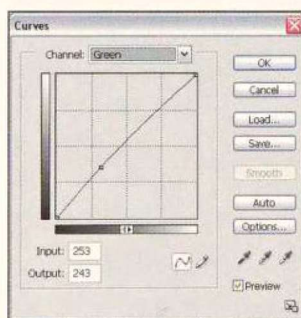 Curves
Channel: Green
OK
Cancel
Load...
Save...
Smooth
Auto
Options...
Input: 253
Output: 243
Preview